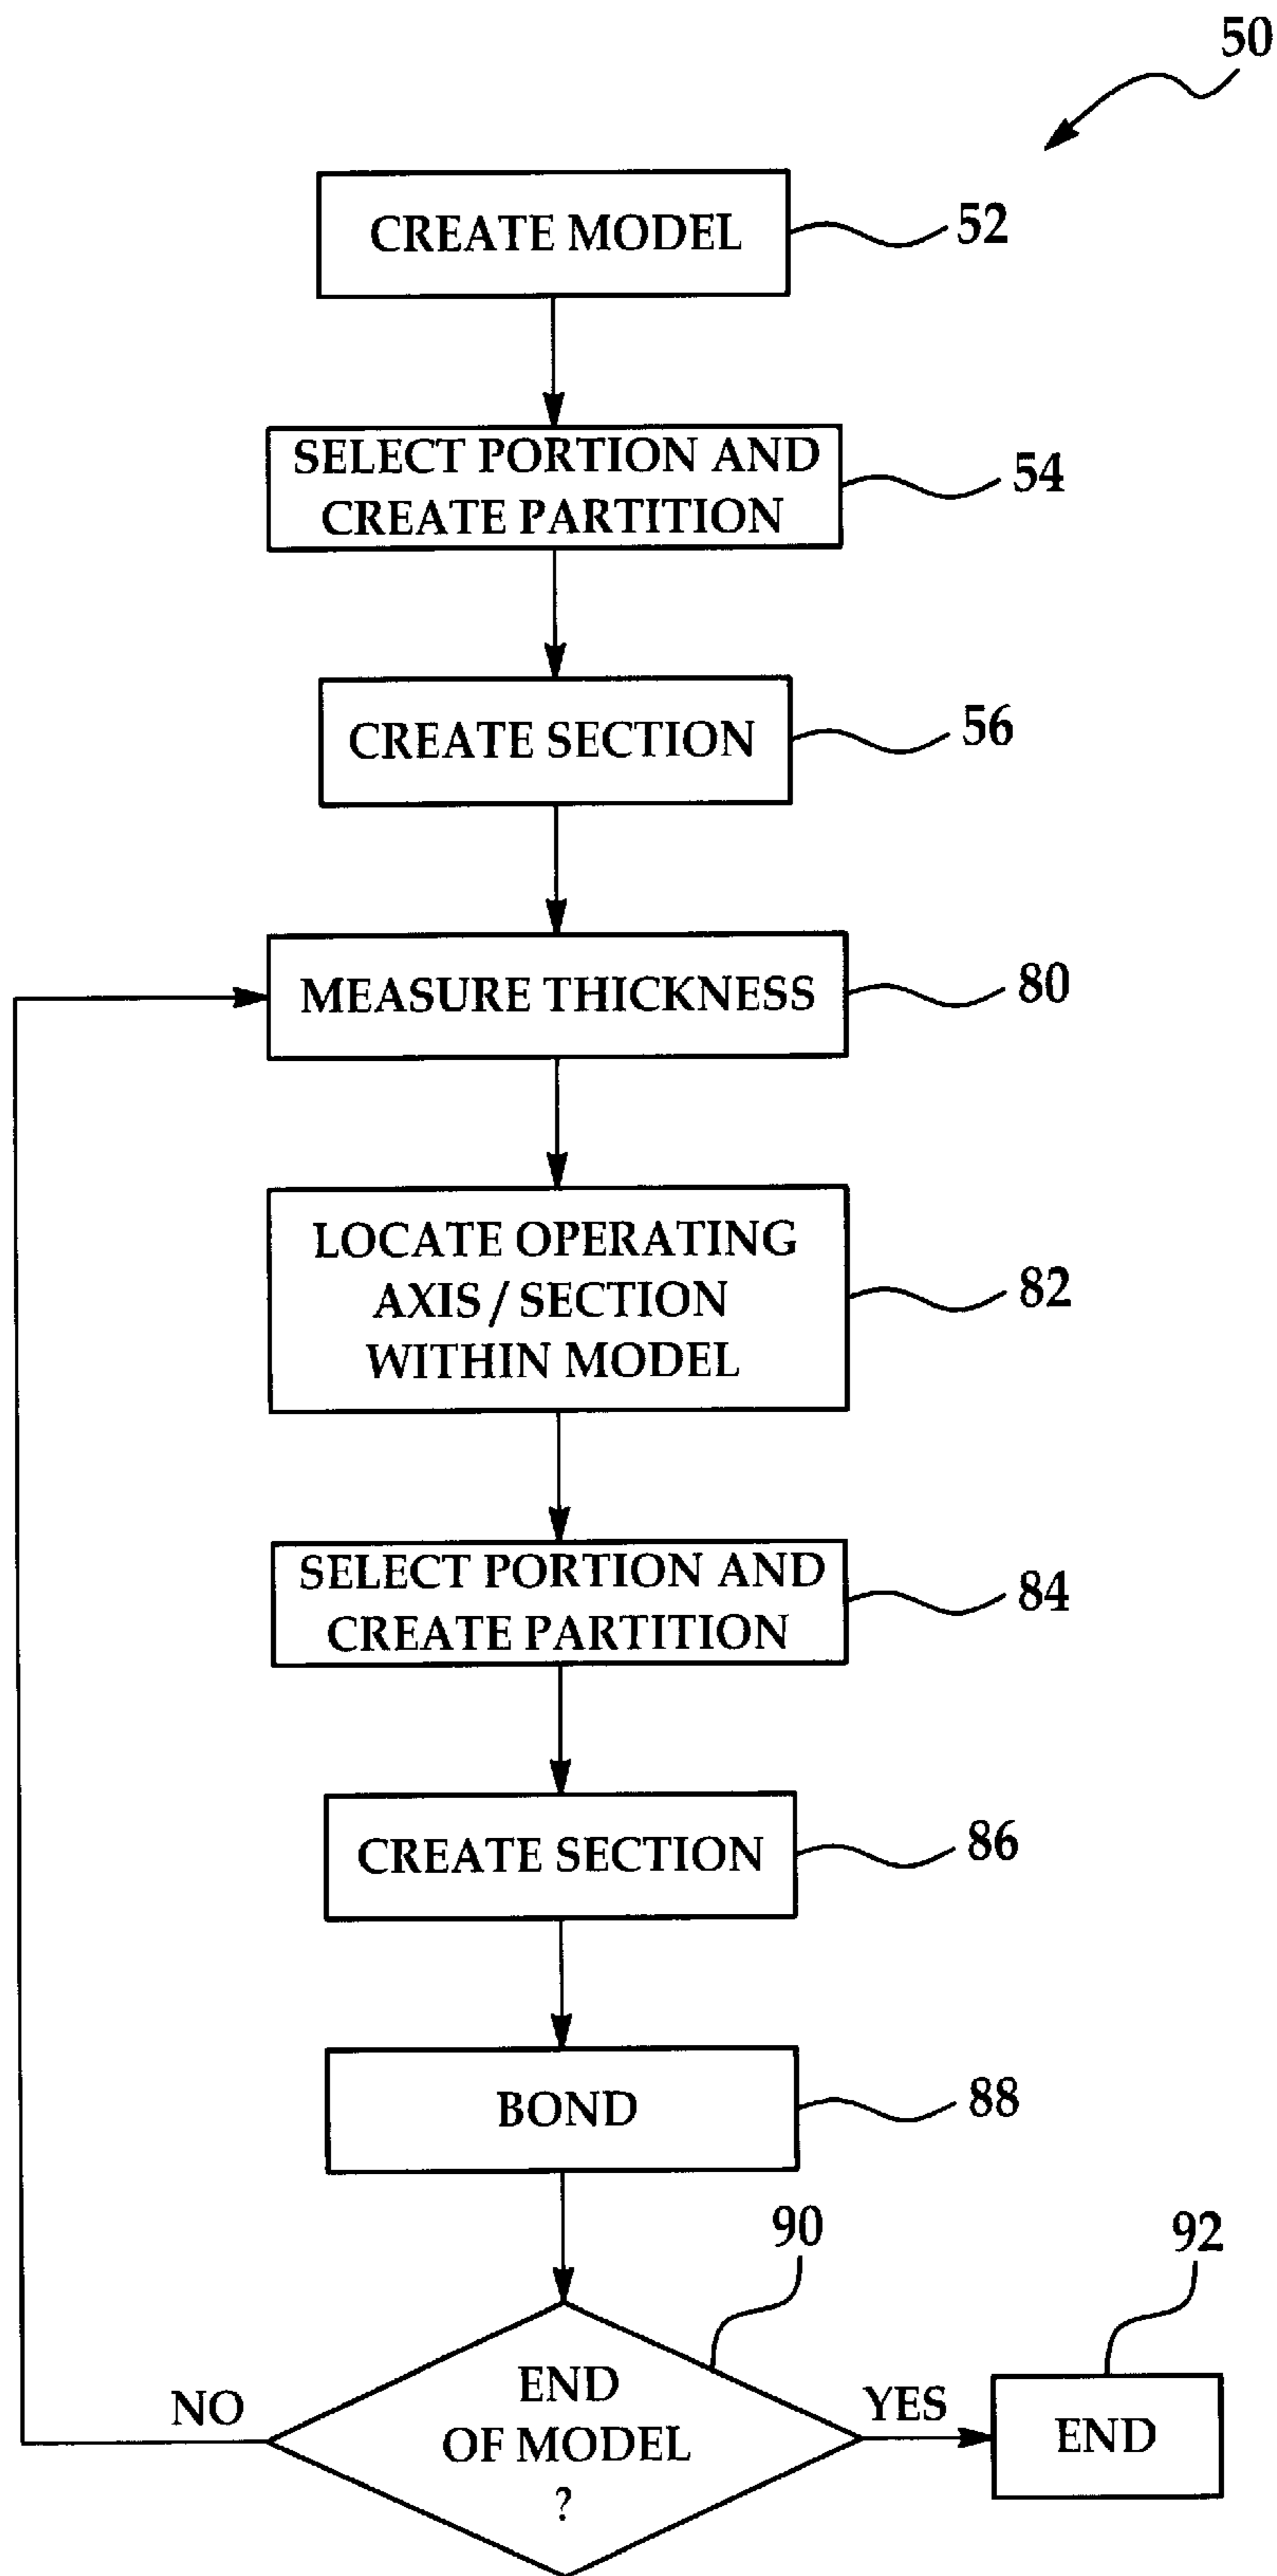 50
CREATE MODEL
52
SELECT PORTION AND
CREATE PARTITION
54
CREATE SECTION
56
MEASURE THICKNESS
80
LOCATE OPERATING
AXIS / SECTION
WITHIN MODEL
82
SELECT PORTION AND
CREATE PARTITION
84
CREATE SECTION
86
BOND
88
90
92
END
OF MODEL
?
NO
YES
END